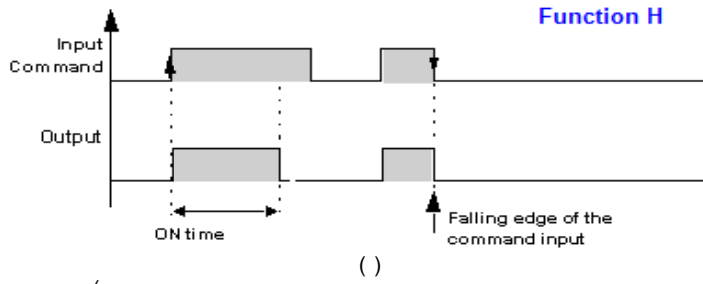 Function H
Input
Command
Output
ON time
Falling edge of the
command input
( )